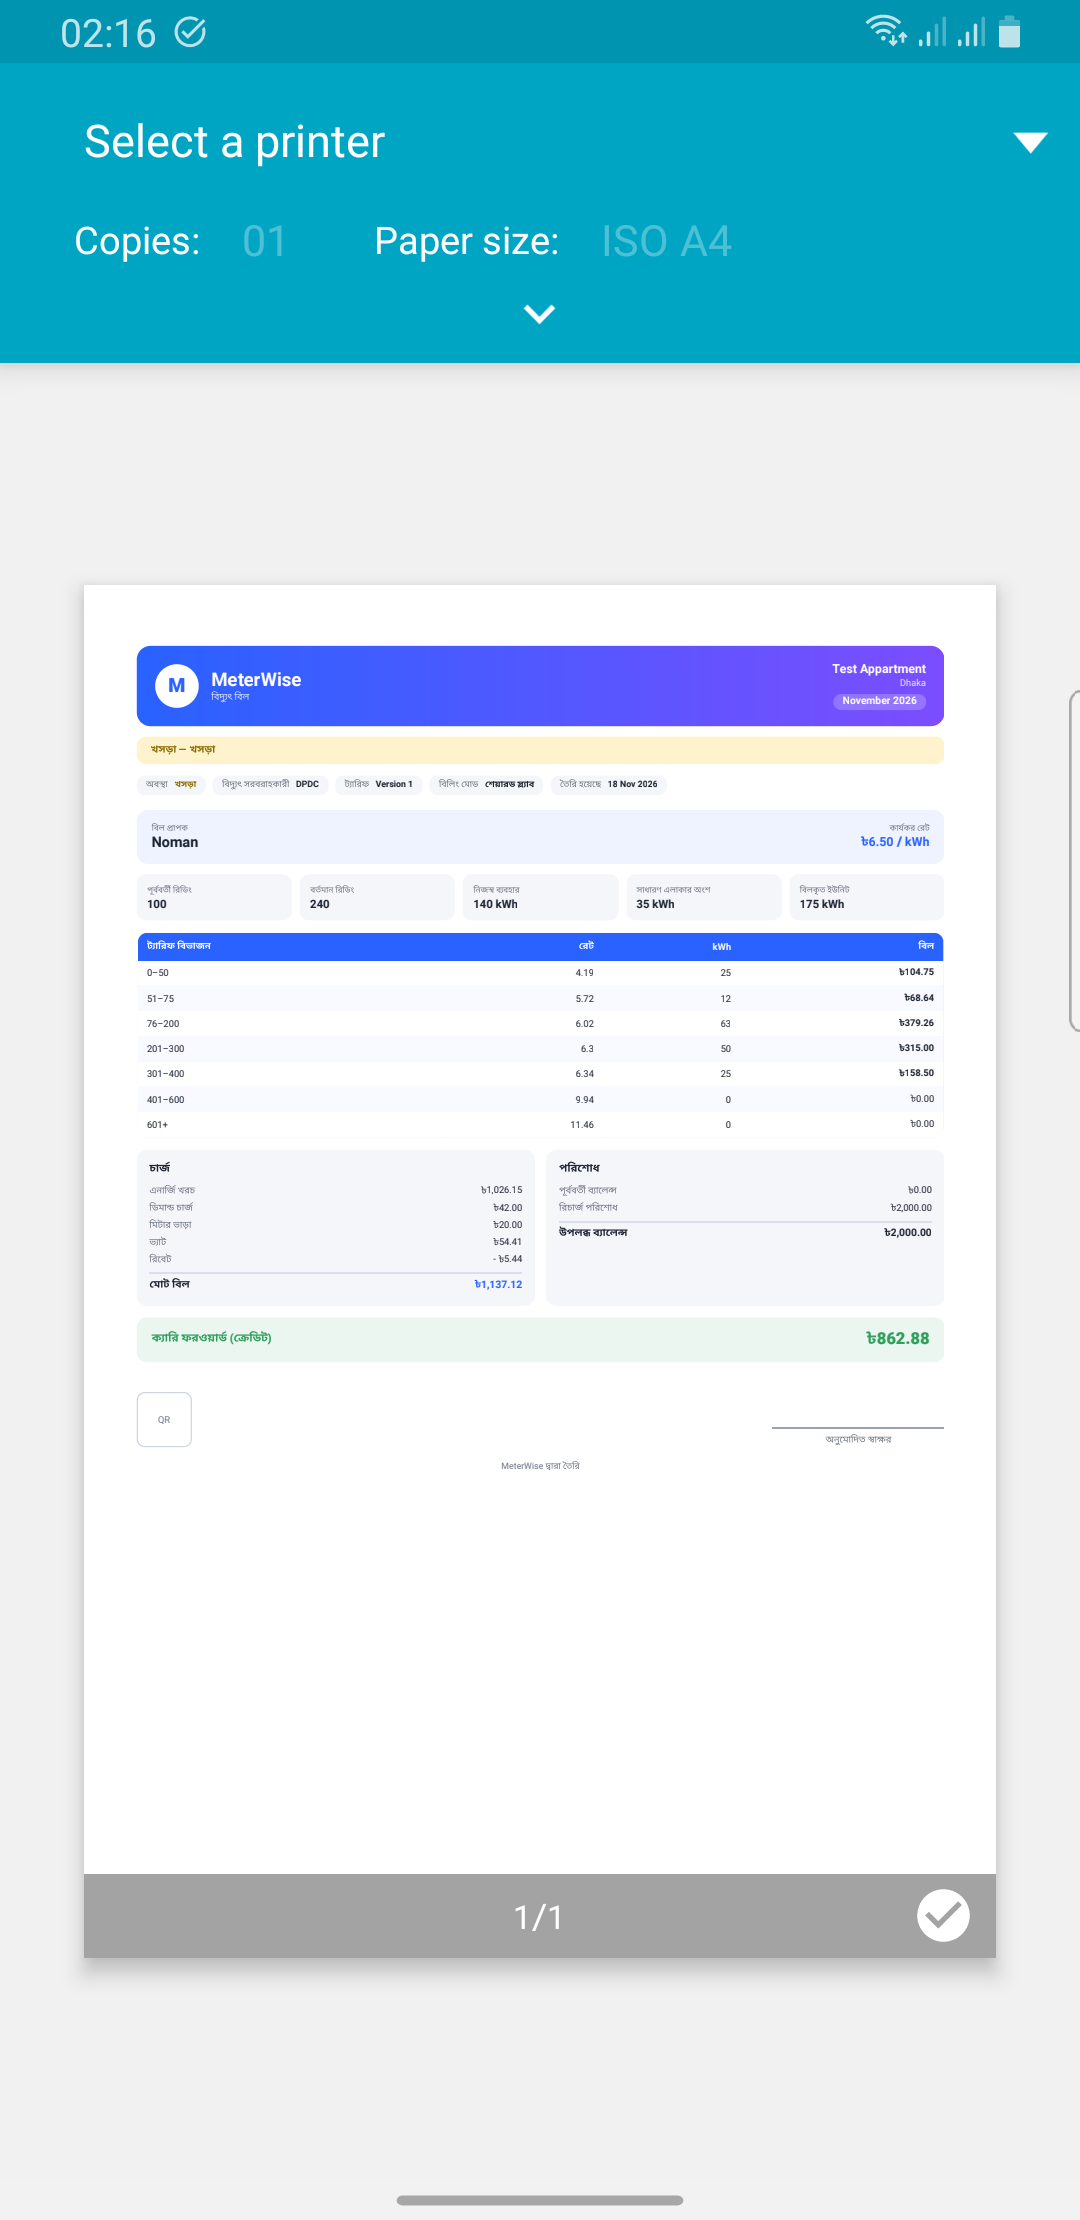 02:16
Select a printer
Copies: 01 Paper size: ISO A4
M
MeterWise
বিদ্যুৎ বিল
Test Appartment
Dhaka
November 2026
খসড়া — খসড়া
অবস্থা খসড়া বিদ্যুৎ সরবরাহকারী DPDC ট্যারিফ Version 1 বিলিং মোড শেয়ারড স্ল্যাব তৈরি হয়েছে 18 Nov 2026
বিল প্রাপক
Noman
কার্যকর রেট
৳6.50 / kWh
পূর্ববর্তী রিডিং
100
বর্তমান রিডিং
240
নিজস্ব ব্যবহার
140 kWh
সাধারণ এলাকার অংশ
35 kWh
বিলকৃত ইউনিট
175 kWh
ট্যারিফ বিভাজন রেট kWh বিল
0–50 4.19 25 ৳104.75
51–75 5.72 12 ৳68.64
76–200 6.02 63 ৳379.26
201–300 6.3 50 ৳315.00
301–400 6.34 25 ৳158.50
401–600 9.94 0 ৳0.00
601+ 11.46 0 ৳0.00
চার্জ
এনার্জি খরচ ৳1,026.15
ডিমান্ড চার্জ ৳42.00
মিটার ভাড়া ৳20.00
ভ্যাট ৳54.41
রিবেট - ৳5.44
মোট বিল ৳1,137.12
পরিশোধ
পূর্ববর্তী ব্যালেন্স ৳0.00
রিচার্জ পরিশোধ ৳2,000.00
উপলব্ধ ব্যালেন্স ৳2,000.00
ক্যারি ফরওয়ার্ড (ক্রেডিট) ৳862.88
QR
অনুমোদিত স্বাক্ষর
MeterWise দ্বারা তৈরি
1/1